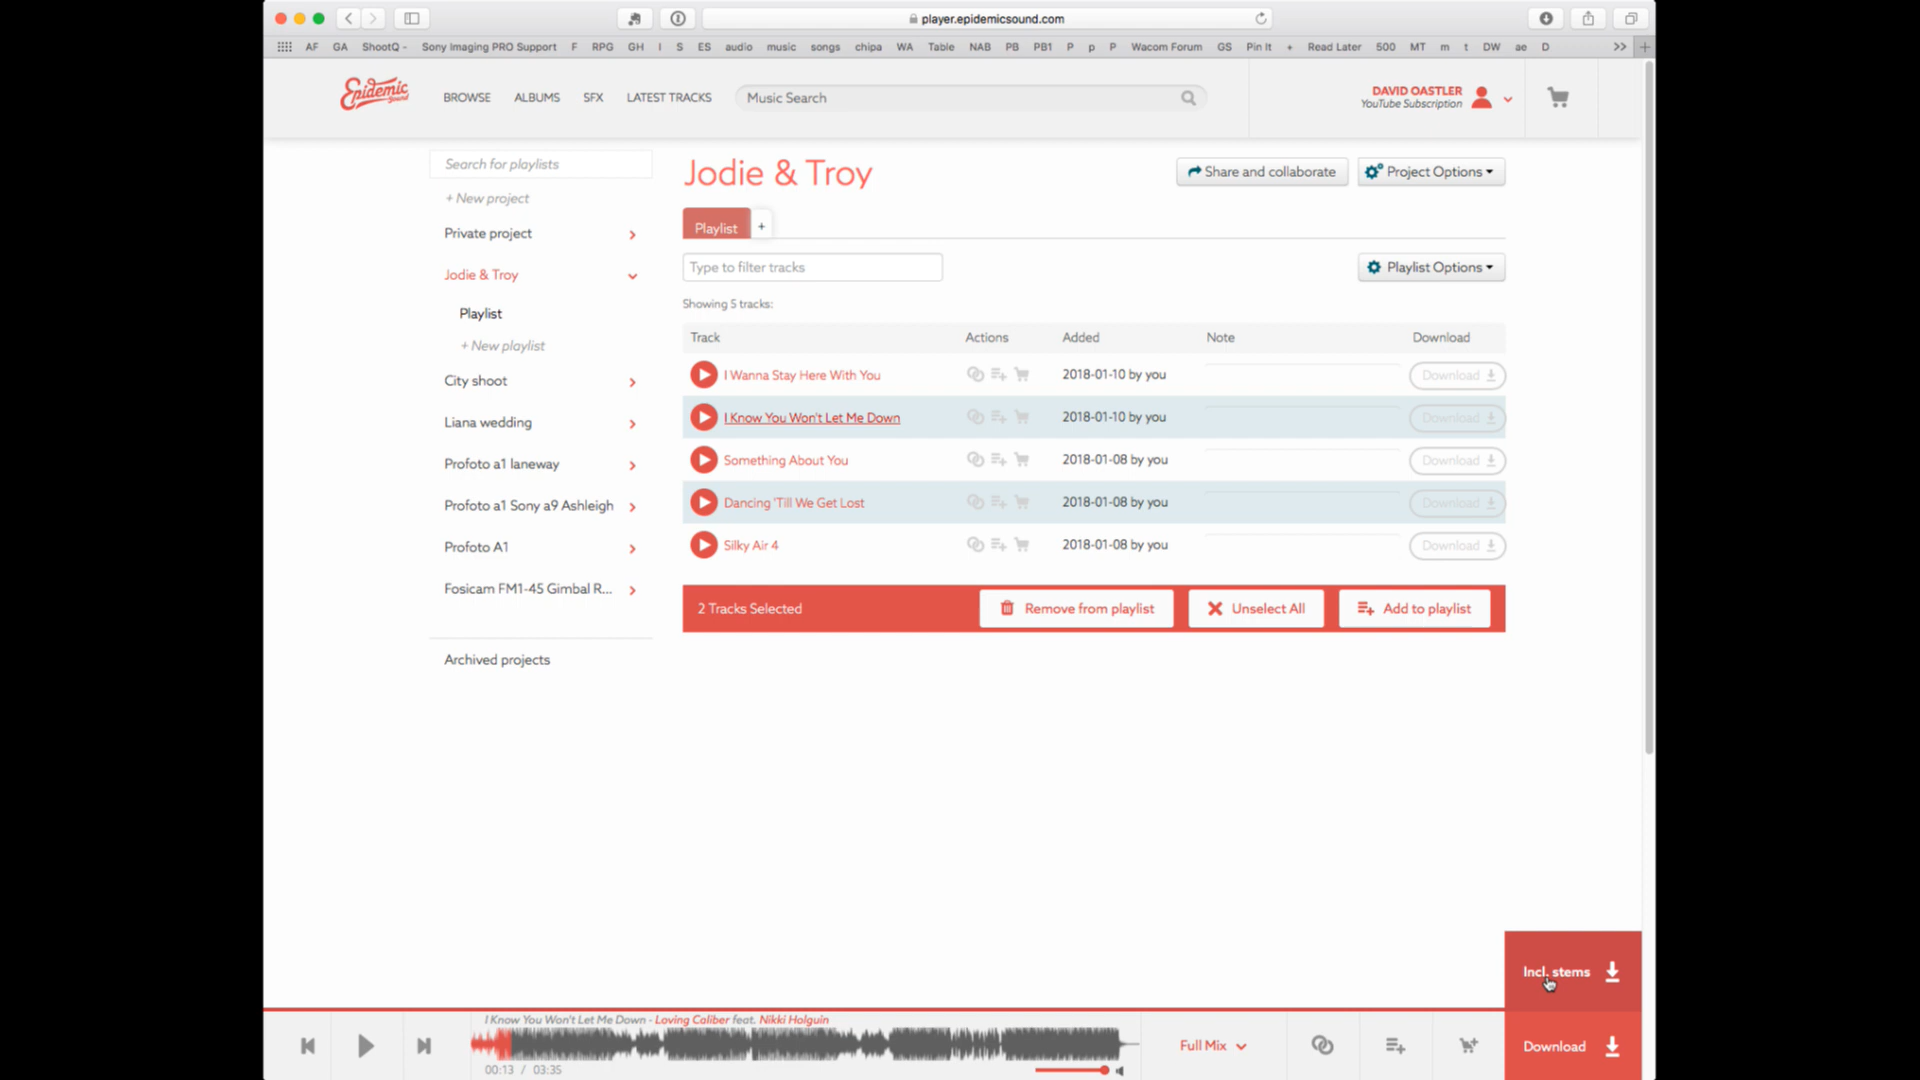 player.epidemicsound.com
AF GA ShootQ - Sony Imaging PRO Support F RPG GH I S ES audio music songs chipa WA Table NAB PB PB1 P p P Wacom Forum GS Pin It + Read Later 500 MT m t DW ae D >> +
Epidemic Sound
BROWSE ALBUMS SFX LATEST TRACKS Music Search
DAVID OASTLER
YouTube Subscription
Search for playlists
+ New project
Private project
Jodie & Troy
Playlist
+ New playlist
City shoot
Liana wedding
Profoto a1 laneway
Profoto a1 Sony a9 Ashleigh
Profoto A1
Fosicam FM1-45 Gimbal R...
Archived projects
Jodie & Troy
Share and collaborate Project Options
Playlist +
Type to filter tracks Playlist Options
Showing 5 tracks:
Track Actions Added Note Download
I Wanna Stay Here With You 2018-01-10 by you Download
I Know You Won't Let Me Down 2018-01-10 by you Download
Something About You 2018-01-08 by you Download
Dancing 'Till We Get Lost 2018-01-08 by you Download
Silky Air 4 2018-01-08 by you Download
2 Tracks Selected Remove from playlist Unselect All Add to playlist
Incl. stems
I Know You Won't Let Me Down - Loving Caliber feat. Nikki Holguin
00:13 / 03:35
Full Mix
Download